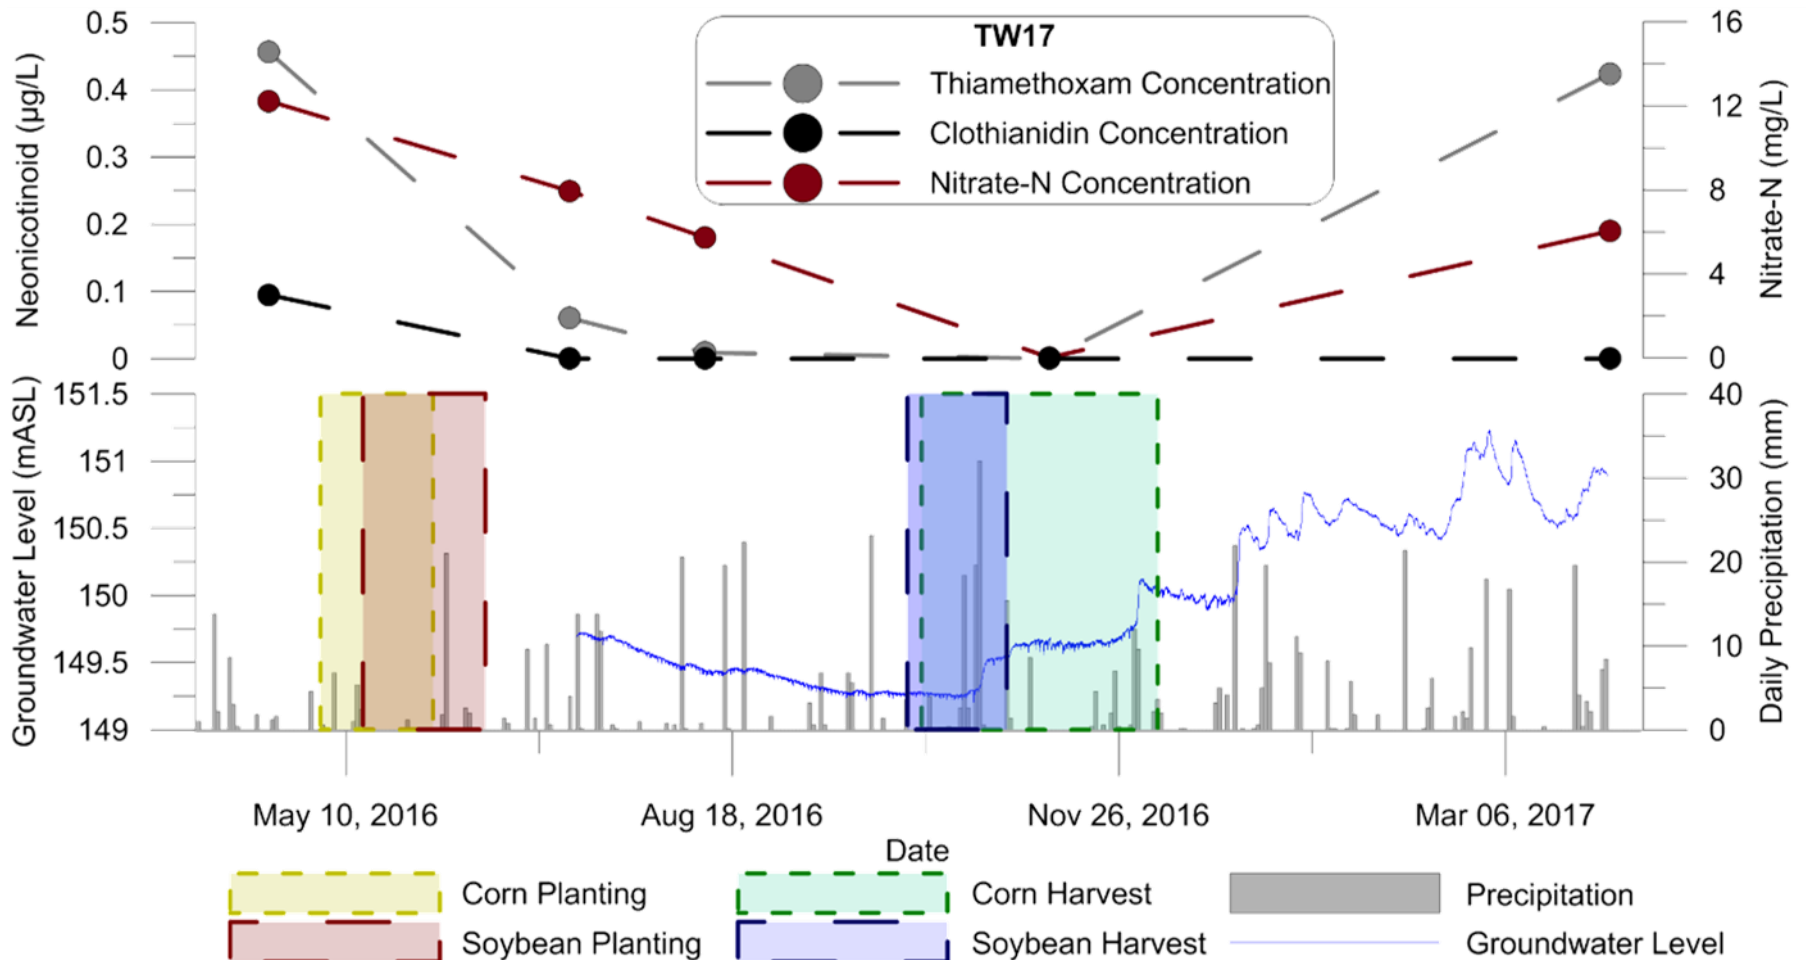 TW17
Thiamethoxam Concentration
Clothianidin Concentration
Nitrate-N Concentration
Neonicotinoid (µg/L)
0.5
0.4
0.3
0.2
0.1
0
Nitrate-N (mg/L)
16
12
8
4
0
Groundwater Level (mASL)
151.5
151
150.5
150
149.5
149
Daily Precipitation (mm)
40
30
20
10
0
May 10, 2016
Aug 18, 2016
Nov 26, 2016
Mar 06, 2017
Date
Corn Planting
Corn Harvest
Precipitation
Soybean Planting
Soybean Harvest
Groundwater Level